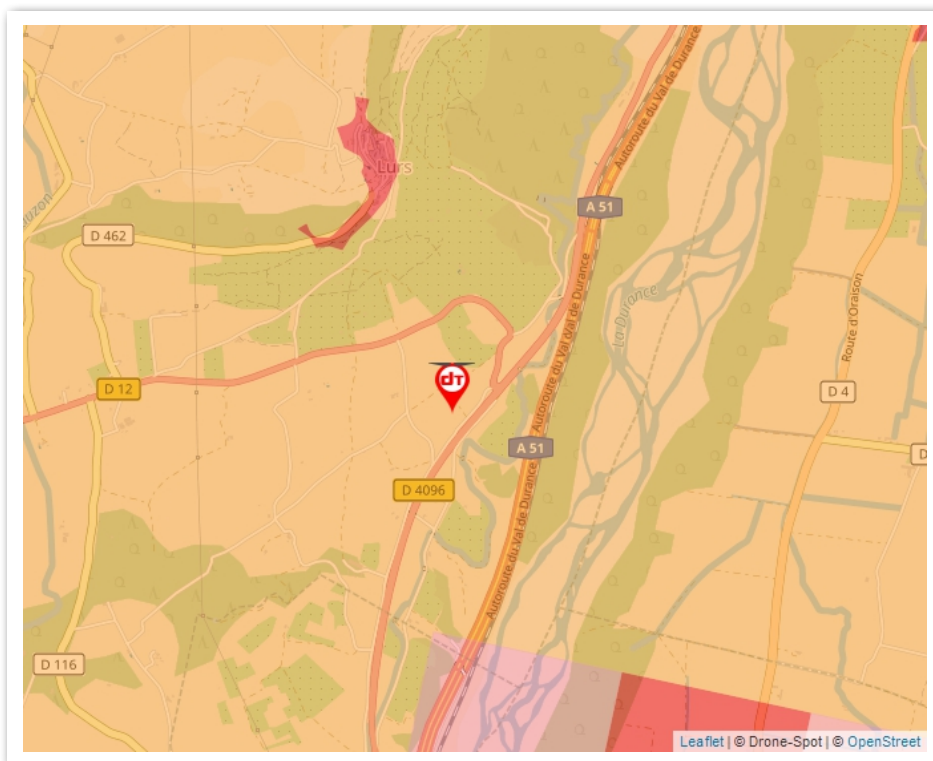 Autoroute du Val de Durance
Lurs
A 51
D 462
La Durance
Route d'Oraison
Autoroute du Val de Durance
D 12
dT
D 4
A 51
D 4096
Autoroute du Val de Durance
D 116
Leaflet | © Drone-Spot | © OpenStreet